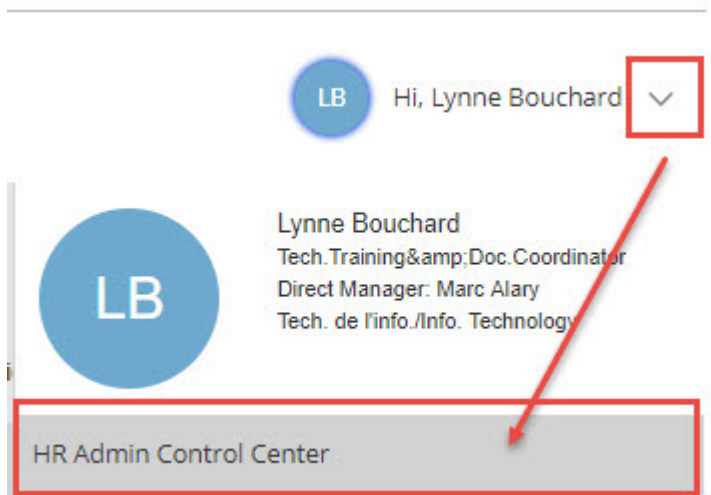 LB Hi, Lynne Bouchard
LB
Lynne Bouchard
Tech.Training&amp;Doc.Coordinator
Direct Manager: Marc Alary
Tech. de l'info./Info. Technology
HR Admin Control Center